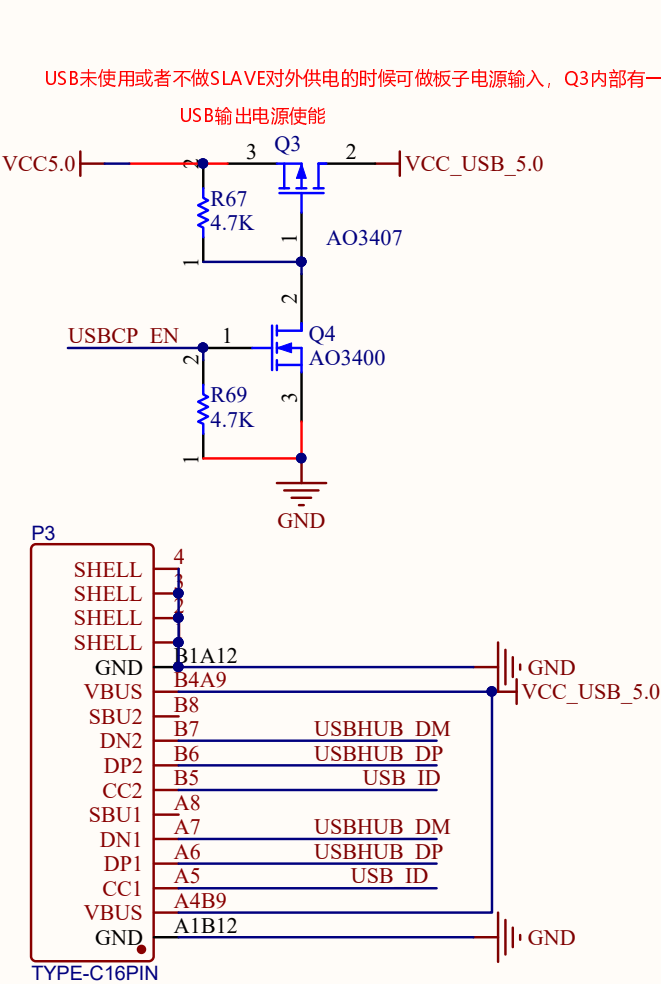 USB未使用或者不做SLAVE对外供电的时候可做板子电源输入，Q3内部有一
USB输出电源使能
Q3
VCC5.0
2
3
2
VCC_USB_5.0
R67
4.7K
1
1
AO3407
2
USBCP_EN
1
Q4
AO3400
2
R69
4.7K
3
1
GND
P3
SHELL
4
SHELL
3
SHELL
2
SHELL
GND
B1A12
GND
VBUS
B4A9
VCC_USB_5.0
SBU2
B8
DN2
B7
USBHUB_DM
DP2
B6
USBHUB_DP
CC2
B5
USB_ID
SBU1
A8
DN1
A7
USBHUB_DM
DP1
A6
USBHUB_DP
CC1
A5
USB_ID
VBUS
A4B9
GND
A1B12
GND
TYPE-C16PIN